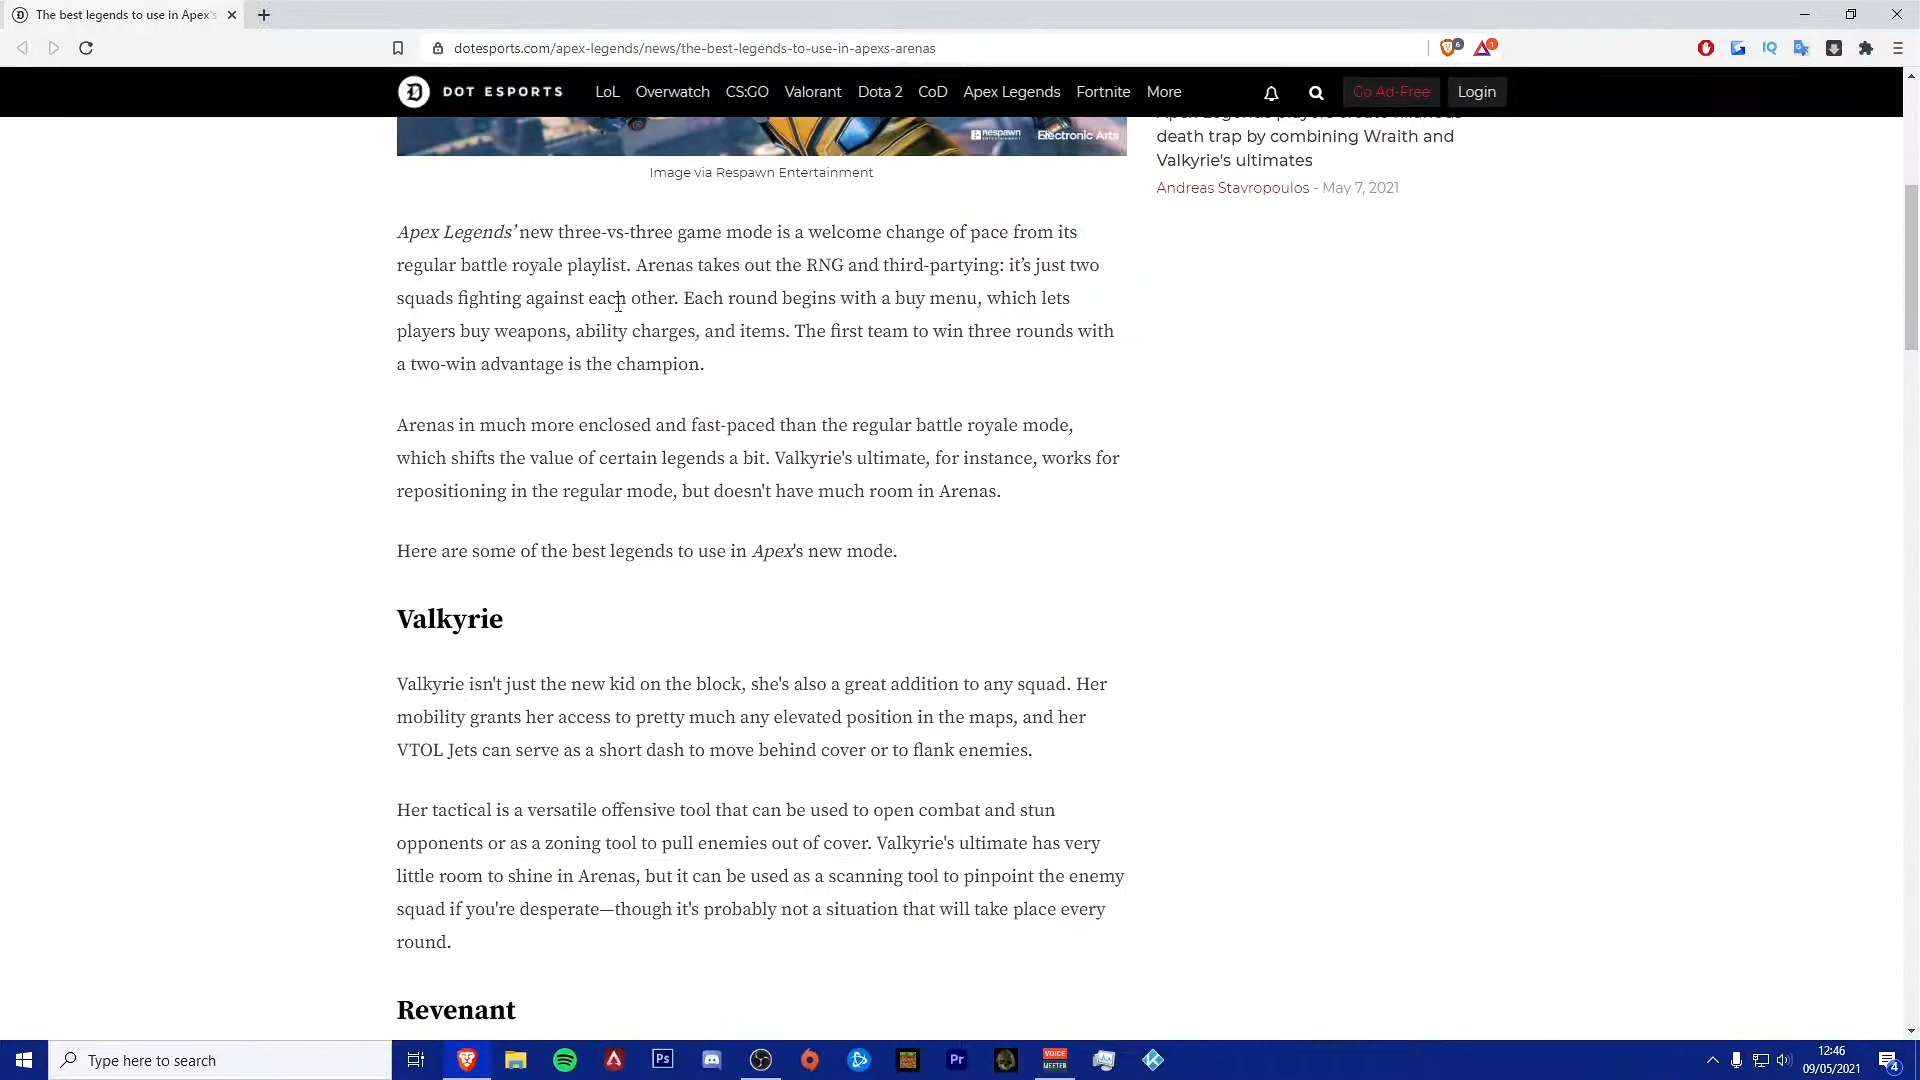 The best legends to use in Apex's
dotesports.com/apex-legends/news/the-best-legends-to-use-in-apexs-arenas
6
1
IQ
DOT ESPORTS
LoL
Overwatch
CS:GO
Valorant
Dota 2
CoD
Apex Legends
Fortnite
More
Go Ad-Free
Login
Respawn
Electronic Arts
Image via Respawn Entertainment
Apex Legends players create hilarious
death trap by combining Wraith and
Valkyrie's ultimates
Andreas Stavropoulos - May 7, 2021
Apex Legends’ new three-vs-three game mode is a welcome change of pace from its
regular battle royale playlist. Arenas takes out the RNG and third-partying: it’s just two
squads fighting against each other. Each round begins with a buy menu, which lets
players buy weapons, ability charges, and items. The first team to win three rounds with
a two-win advantage is the champion.
Arenas in much more enclosed and fast-paced than the regular battle royale mode,
which shifts the value of certain legends a bit. Valkyrie's ultimate, for instance, works for
repositioning in the regular mode, but doesn't have much room in Arenas.
Here are some of the best legends to use in Apex's new mode.
Valkyrie
Valkyrie isn't just the new kid on the block, she's also a great addition to any squad. Her
mobility grants her access to pretty much any elevated position in the maps, and her
VTOL Jets can serve as a short dash to move behind cover or to flank enemies.
Her tactical is a versatile offensive tool that can be used to open combat and stun
opponents or as a zoning tool to pull enemies out of cover. Valkyrie's ultimate has very
little room to shine in Arenas, but it can be used as a scanning tool to pinpoint the enemy
squad if you're desperate—though it's probably not a situation that will take place every
round.
Revenant
Type here to search
Ps
Pr
VOICE
MEETER
12:46
09/05/2021
4